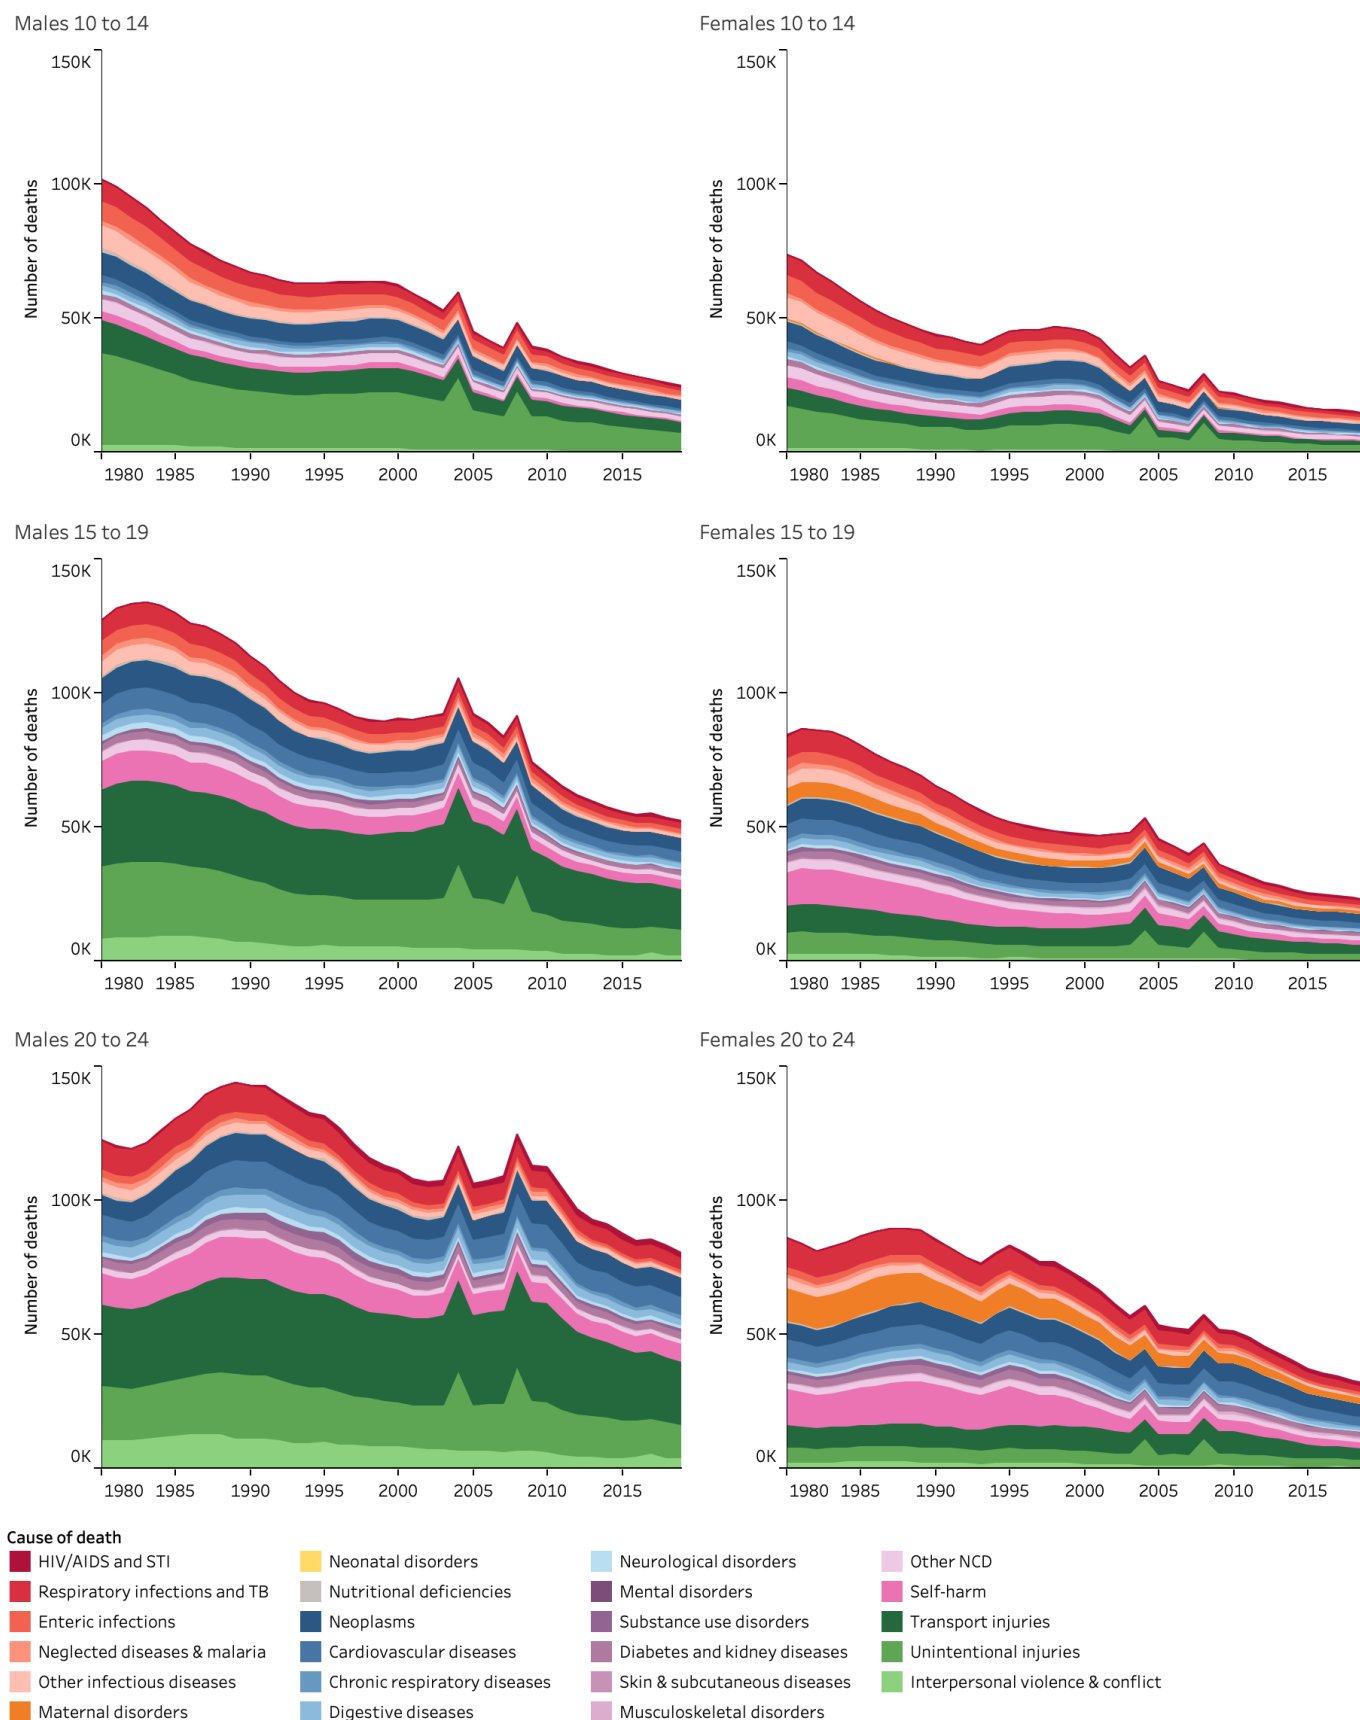 Males 10 to 14
Females 10 to 14
150K
100K
50K
0K
Number of deaths
1980 1985 1990 1995 2000 2005 2010 2015
150K
100K
50K
0K
Number of deaths
1980 1985 1990 1995 2000 2005 2010 2015
Males 15 to 19
Females 15 to 19
150K
100K
50K
0K
Number of deaths
1980 1985 1990 1995 2000 2005 2010 2015
150K
100K
50K
0K
Number of deaths
1980 1985 1990 1995 2000 2005 2010 2015
Males 20 to 24
Females 20 to 24
150K
100K
50K
0K
Number of deaths
1980 1985 1990 1995 2000 2005 2010 2015
150K
100K
50K
0K
Number of deaths
1980 1985 1990 1995 2000 2005 2010 2015
Cause of death
HIV/AIDS and STI
Respiratory infections and TB
Enteric infections
Neglected diseases & malaria
Other infectious diseases
Maternal disorders
Neonatal disorders
Nutritional deficiencies
Neoplasms
Cardiovascular diseases
Chronic respiratory diseases
Digestive diseases
Neurological disorders
Mental disorders
Substance use disorders
Diabetes and kidney diseases
Skin & subcutaneous diseases
Musculoskeletal disorders
Other NCD
Self-harm
Transport injuries
Unintentional injuries
Interpersonal violence & conflict